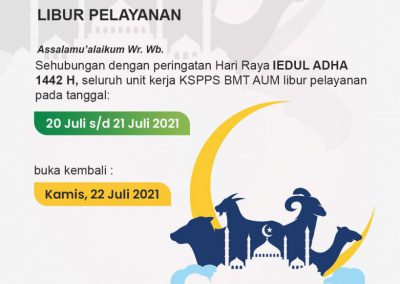 LIBUR PELAYANAN
Assalamu'alaikum Wr. Wb.
Sehubungan dengan peringatan Hari Raya IEDUL ADHA
1442 H, seluruh unit kerja KSPPS BMT AUM libur pelayanan
pada tanggal:
20 Juli s/d 21 Juli 2021
buka kembali :
Kamis, 22 Juli 2021